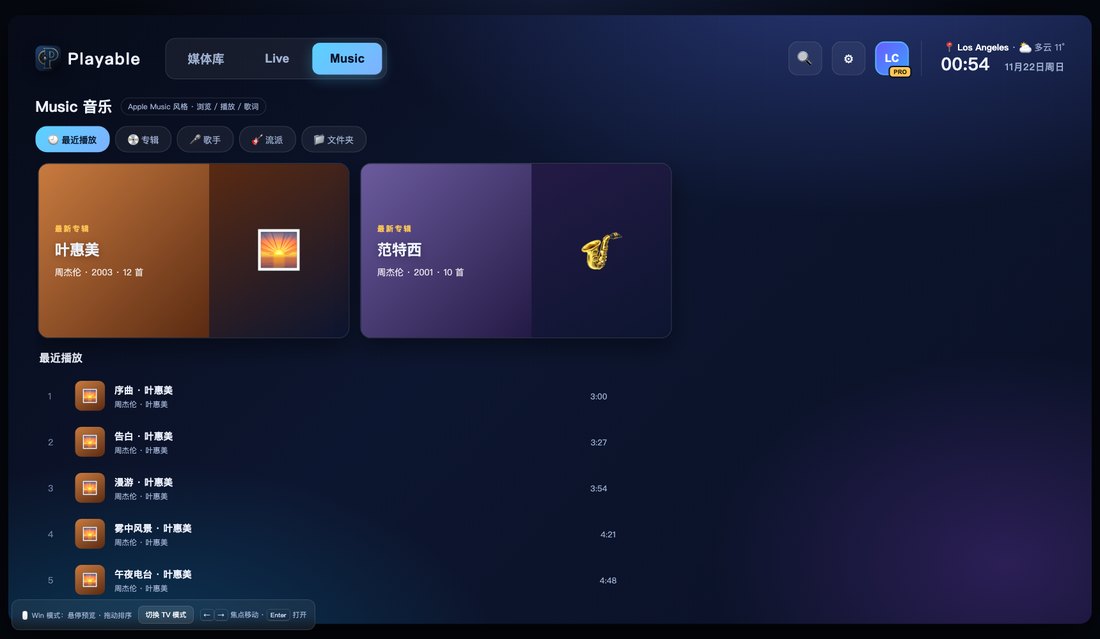 Playable
媒体库 Live Music
LC
PRO
Los Angeles · 多云 11°
00:54 11月22日周日
Music 音乐 Apple Music 风格 · 浏览 / 播放 / 歌词
最近播放 专辑 歌手 流派 文件夹
最新专辑
叶惠美
周杰伦 · 2003 · 12 首
最新专辑
范特西
周杰伦 · 2001 · 10 首
最近播放
1 序曲 · 叶惠美 3:00
周杰伦 · 叶惠美
2 告白 · 叶惠美 3:27
周杰伦 · 叶惠美
3 漫游 · 叶惠美 3:54
周杰伦 · 叶惠美
4 雾中风景 · 叶惠美 4:21
周杰伦 · 叶惠美
5 午夜电台 · 叶惠美 4:48
周杰伦 · 叶惠美
Win 模式：悬停预览 · 拖动排序 切换 TV 模式 ← → 焦点移动 · Enter 打开